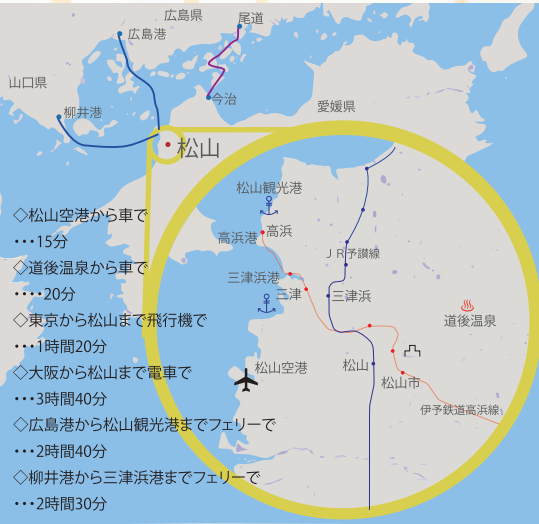 広島県
尾道
広島港
山口県
今治
柳井港
愛媛県
松山
松山観光港
◇松山空港から車で
・・・15分
高浜港
高浜
JR予讃線
◇道後温泉から車で
・・・・20分
三津浜港
三津
三津浜
道後温泉
◇東京から松山まで飛行機で
・・・1時間20分
◇大阪から松山まで電車で
・・・3時間40分
松山空港
松山
松山市
伊予鉄道高浜線
◇広島港から松山観光港までフェリーで
・・・2時間40分
◇柳井港から三津浜港までフェリーで
・・・2時間30分